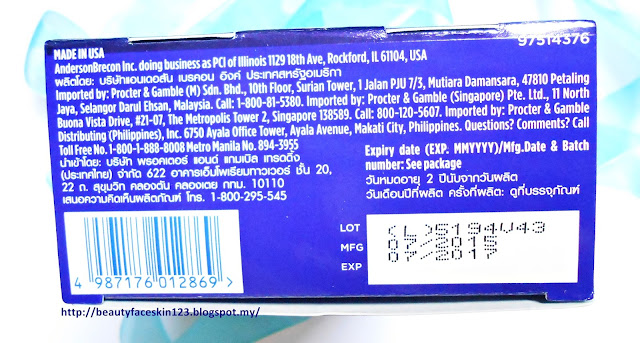 97514376
MADE IN USA
AndersonBrecon Inc. doing business as PCI of Illinois 1129 18th Ave, Rockford, IL 61104, USA
ผลิตโดย: บริษัทแอนเดอสัน เบรคอน อิงค์ ประเทศสหรัฐอเมริกา
Imported by: Procter & Gamble (M) Sdn. Bhd., 10th Floor, Surian Tower, 1 Jalan PJU 7/3, Mutiara Damansara, 47810 Petaling
Jaya, Selangor Darul Ehsan, Malaysia. Call: 1-800-81-5380. Imported by: Procter & Gamble (Singapore) Pte. Ltd., 11 North
Buona Vista Drive, #21-07, The Metropolis Tower 2, Singapore 138589. Call: 800-120-5607. Imported by: Procter & Gamble
Distributing (Philippines), Inc. 6750 Ayala Office Tower, Ayala Avenue, Makati City, Philippines. Questions? Comments? Call
Toll Free No. 1-800-1-888-8008 Metro Manila No. 894-3955
นำเข้าโดย: บริษัท พรอคเตอร์ แอนด์ แกมเบิล เทรดดิ้ง
(ประเทศไทย) จำกัด 622 อาคารเอ็มโพเรียมทาวเวอร์ ชั้น 20,
22 ถ. สุขุมวิท คลองตัน คลองเตย กทม. 10110
เสนอความคิดเห็นผลิตภัณฑ์ โทร. 1-800-295-545
Expiry date (EXP. MMYYYY)/Mfg.Date & Batch
number: See package
วันหมดอายุ 2 ปีนับจากวันผลิต
วันเดือนปีที่ผลิต ครั้งที่ผลิต: ดูที่บรรจุภัณฑ์
4 987176 012869 >
LOT (L)5194V43
MFG 07/2015
EXP 07/2017
http://beautyfaceskin123.blogspot.my/